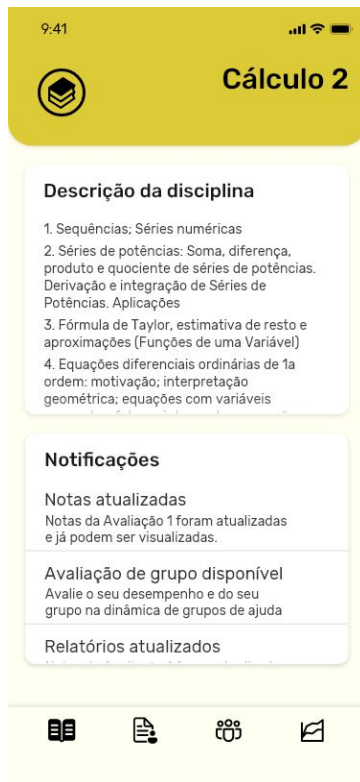 9:41
Cálculo 2
Descrição da disciplina
1. Sequências; Séries numéricas
2. Séries de potências: Soma, diferença,
produto e quociente de séries de potências.
Derivação e integração de Séries de
Potências. Aplicações
3. Fórmula de Taylor, estimativa de resto e
aproximações (Funções de uma Variável)
4. Equações diferenciais ordinárias de 1a
ordem: motivação; interpretação
geométrica; equações com variáveis
Notificações
Notas atualizadas
Notas da Avaliação 1 foram atualizadas
e já podem ser visualizadas.
Avaliação de grupo disponível
Avalie o seu desempenho e do seu
grupo na dinâmica de grupos de ajuda
Relatórios atualizados